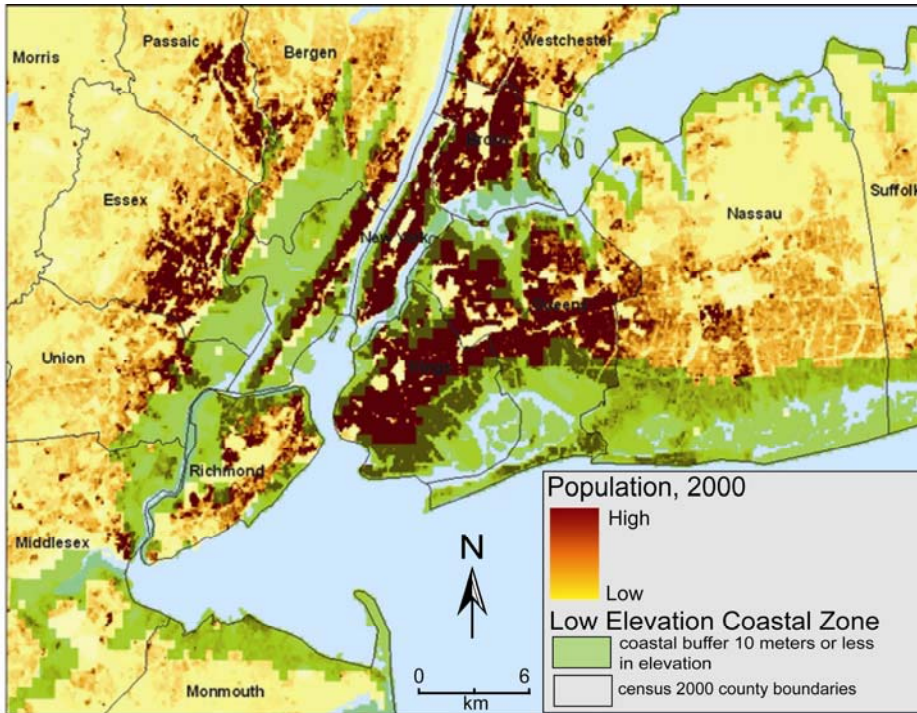 Passaic
Bergen
Westchester
Morris
Bronx
Essex
Nassau
Suffolk
New York
Queens
Union
Kings
Richmond
Middlesex
Monmouth
N
0 6
km
Population, 2000
High
Low
Low Elevation Coastal Zone
coastal buffer 10 meters or less
in elevation
census 2000 county boundaries